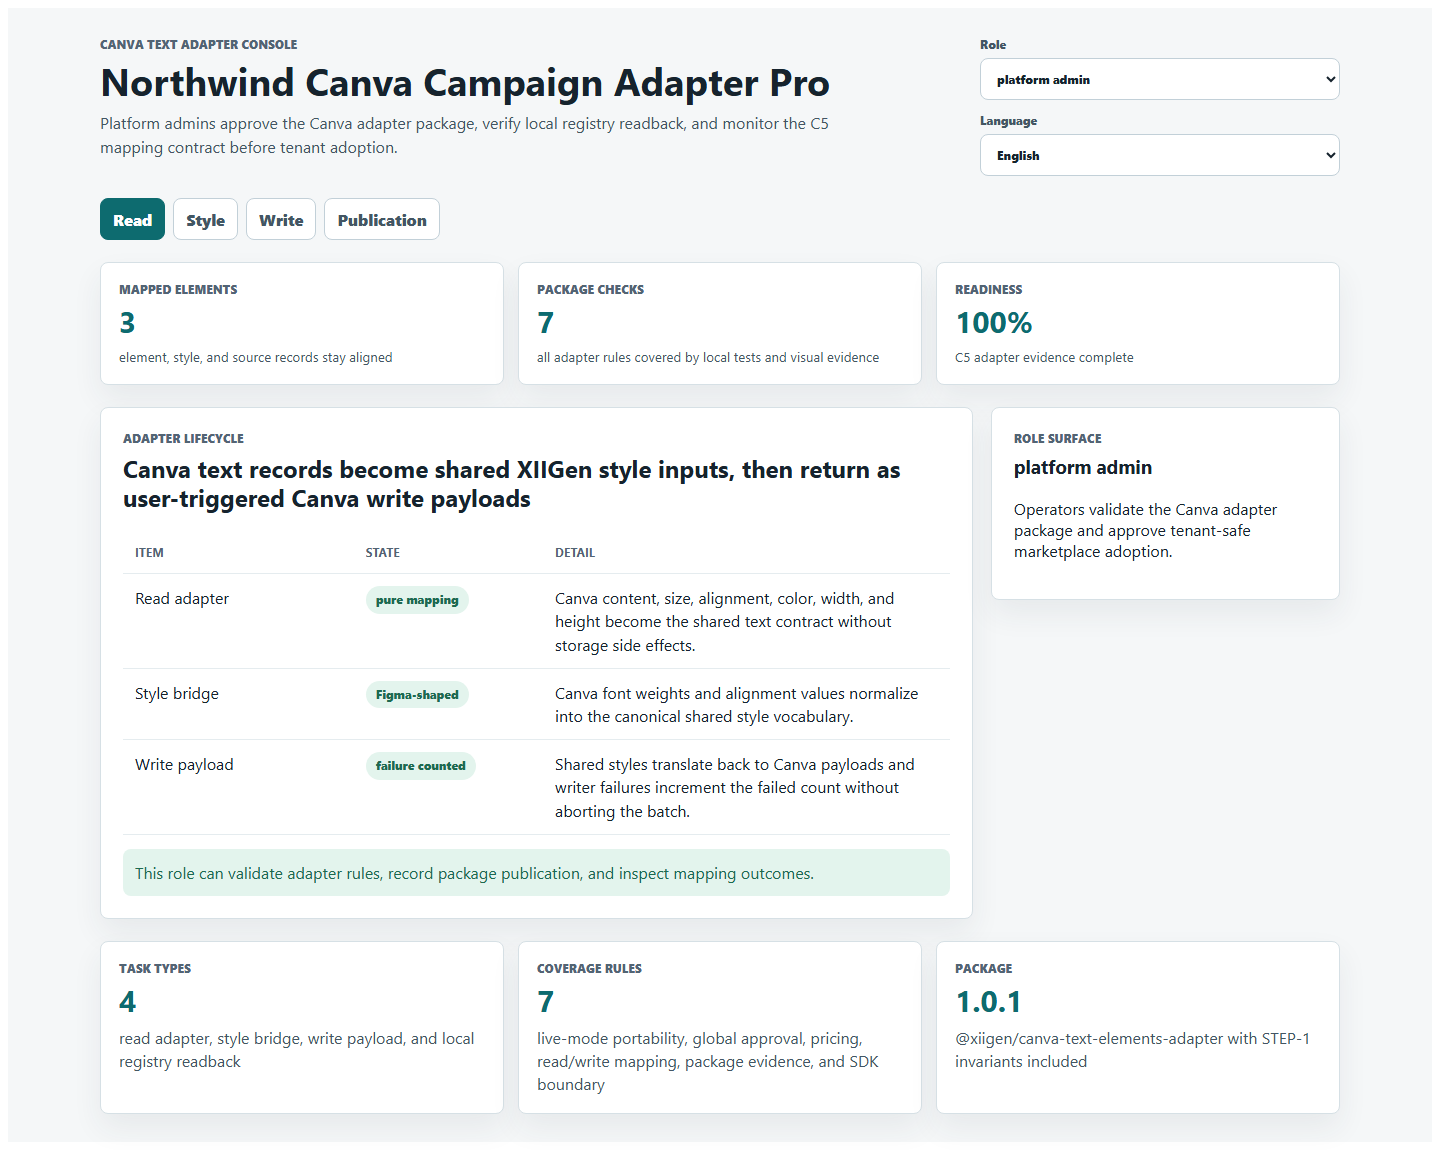 CANVA TEXT ADAPTER CONSOLE
Northwind Canva Campaign Adapter Pro
Platform admins approve the Canva adapter package, verify local registry readback, and monitor the C5
mapping contract before tenant adoption.
Role
platform admin
Language
English
Read
Style
Write
Publication
MAPPED ELEMENTS
3
element, style, and source records stay aligned
PACKAGE CHECKS
7
all adapter rules covered by local tests and visual evidence
READINESS
100%
C5 adapter evidence complete
ADAPTER LIFECYCLE
Canva text records become shared XIIGen style inputs, then return as
user-triggered Canva write payloads
ITEM STATE DETAIL
Read adapter
pure mapping
Canva content, size, alignment, color, width, and
height become the shared text contract without
storage side effects.
Style bridge
Figma-shaped
Canva font weights and alignment values normalize
into the canonical shared style vocabulary.
Write payload
failure counted
Shared styles translate back to Canva payloads and
writer failures increment the failed count without
aborting the batch.
This role can validate adapter rules, record package publication, and inspect mapping outcomes.
ROLE SURFACE
platform admin
Operators validate the Canva adapter
package and approve tenant-safe
marketplace adoption.
TASK TYPES
4
read adapter, style bridge, write payload, and local
registry readback
COVERAGE RULES
7
live-mode portability, global approval, pricing,
read/write mapping, package evidence, and SDK
boundary
PACKAGE
1.0.1
@xiigen/canva-text-elements-adapter with STEP-1
invariants included